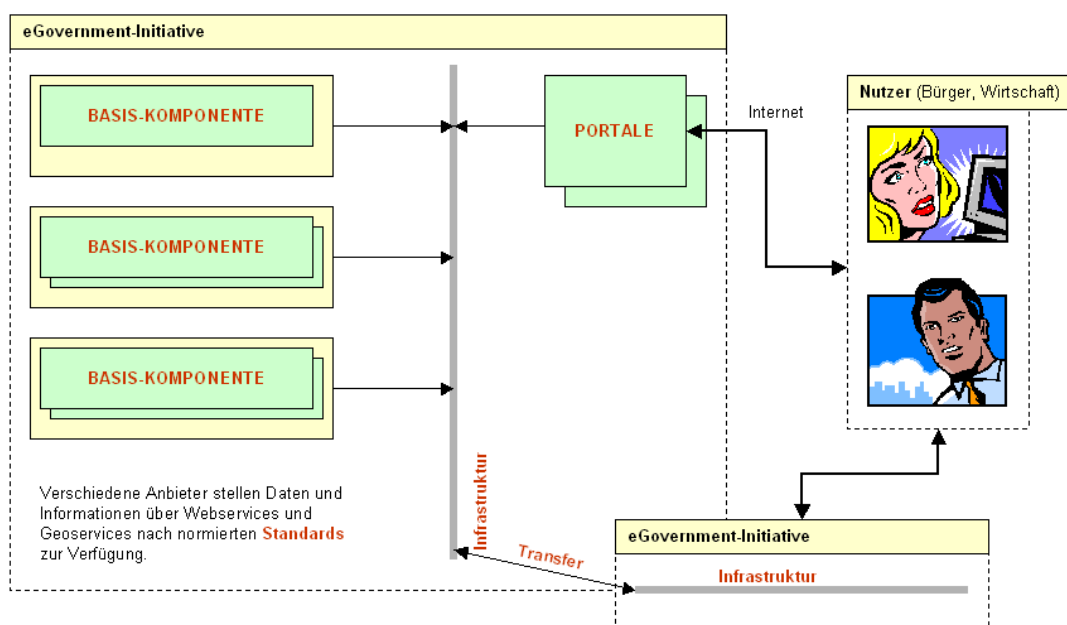 eGovernment-Initiative
BASIS-KOMPONENTE
PORTALE
Internet
Nutzer (Bürger, Wirtschaft)
BASIS-KOMPONENTE
BASIS-KOMPONENTE
Verschiedene Anbieter stellen Daten und
Informationen über Webservices und
Geoservices nach normierten Standards
zur Verfügung.
Infrastruktur
Transfer
eGovernment-Initiative
Infrastruktur